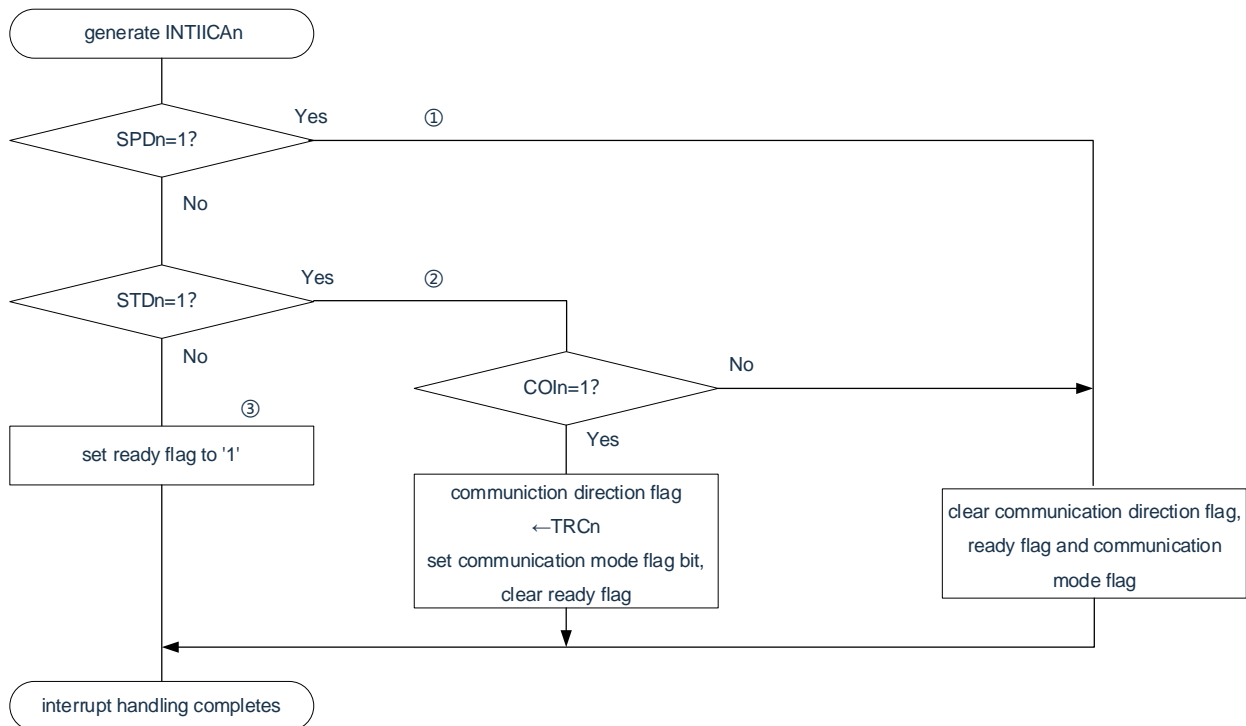 generate INTIICAn
Yes
①
SPDn=1?
No
Yes
②
STDn=1?
No
COIn=1?
No
③
Yes
set ready flag to '1'
communiction direction flag
←TRCn
set communication mode flag bit,
clear ready flag
clear communication direction flag,
ready flag and communication
mode flag
interrupt handling completes